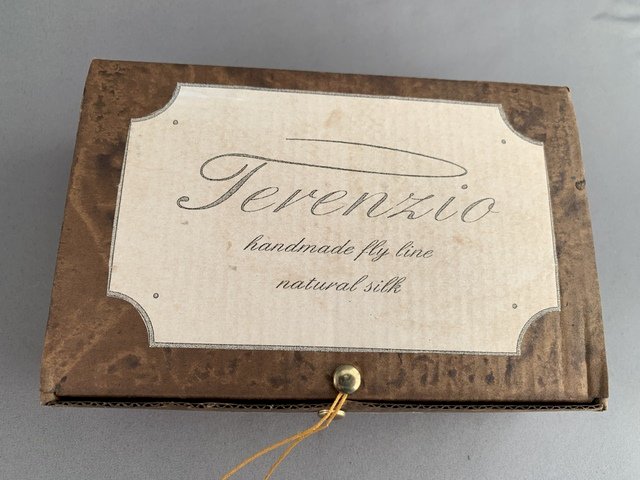 Terenzio
handmade fly line
natural silk